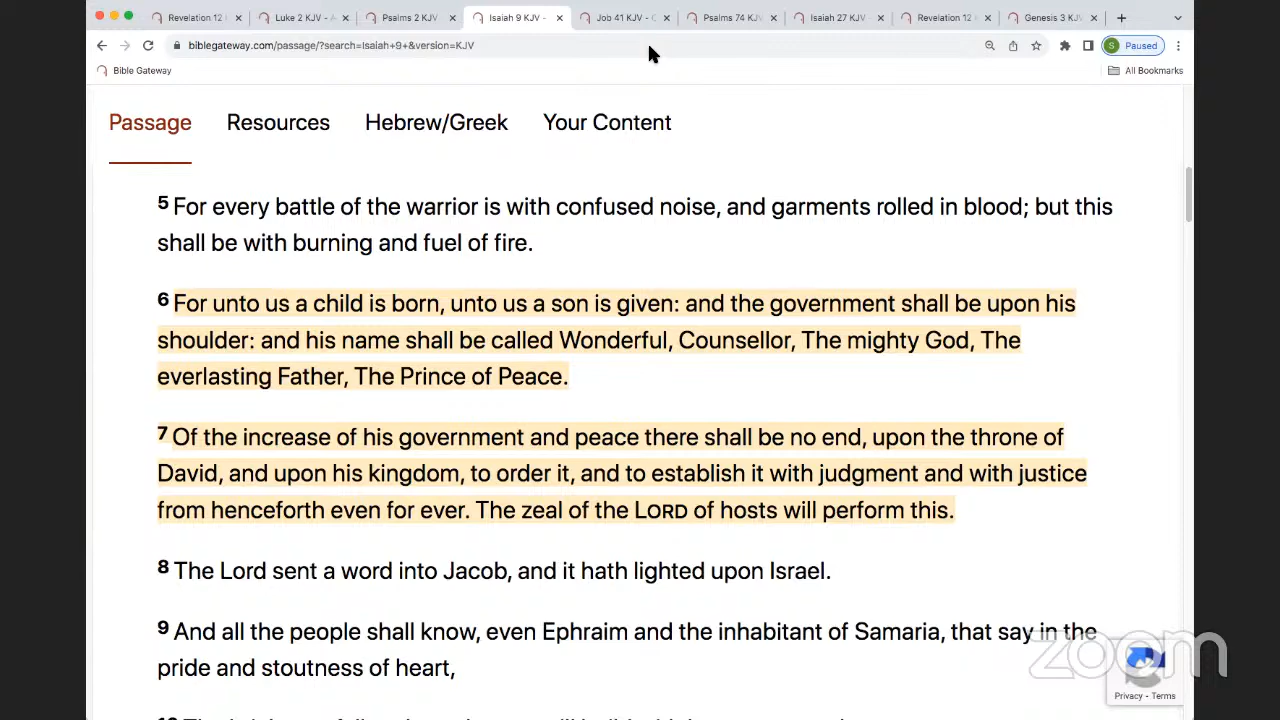 Revelation 12 Luke 2 KJV - Psalms 2 KJV Isaiah 9 KJV - Job 41 KJV - Psalms 74 KJV Isaiah 27 KJV Revelation 12 Genesis 3 KJV
biblegateway.com/passage/?search=Isaiah+9+&version=KJV S Paused
Bible Gateway All Bookmarks
Passage Resources Hebrew/Greek Your Content
5 For every battle of the warrior is with confused noise, and garments rolled in blood; but this
shall be with burning and fuel of fire.
6 For unto us a child is born, unto us a son is given: and the government shall be upon his
shoulder: and his name shall be called Wonderful, Counsellor, The mighty God, The
everlasting Father, The Prince of Peace.
7 Of the increase of his government and peace there shall be no end, upon the throne of
David, and upon his kingdom, to order it, and to establish it with judgment and with justice
from henceforth even for ever. The zeal of the LORD of hosts will perform this.
8 The Lord sent a word into Jacob, and it hath lighted upon Israel.
9 And all the people shall know, even Ephraim and the inhabitant of Samaria, that say in the
pride and stoutness of heart,
zoom
Privacy - Terms